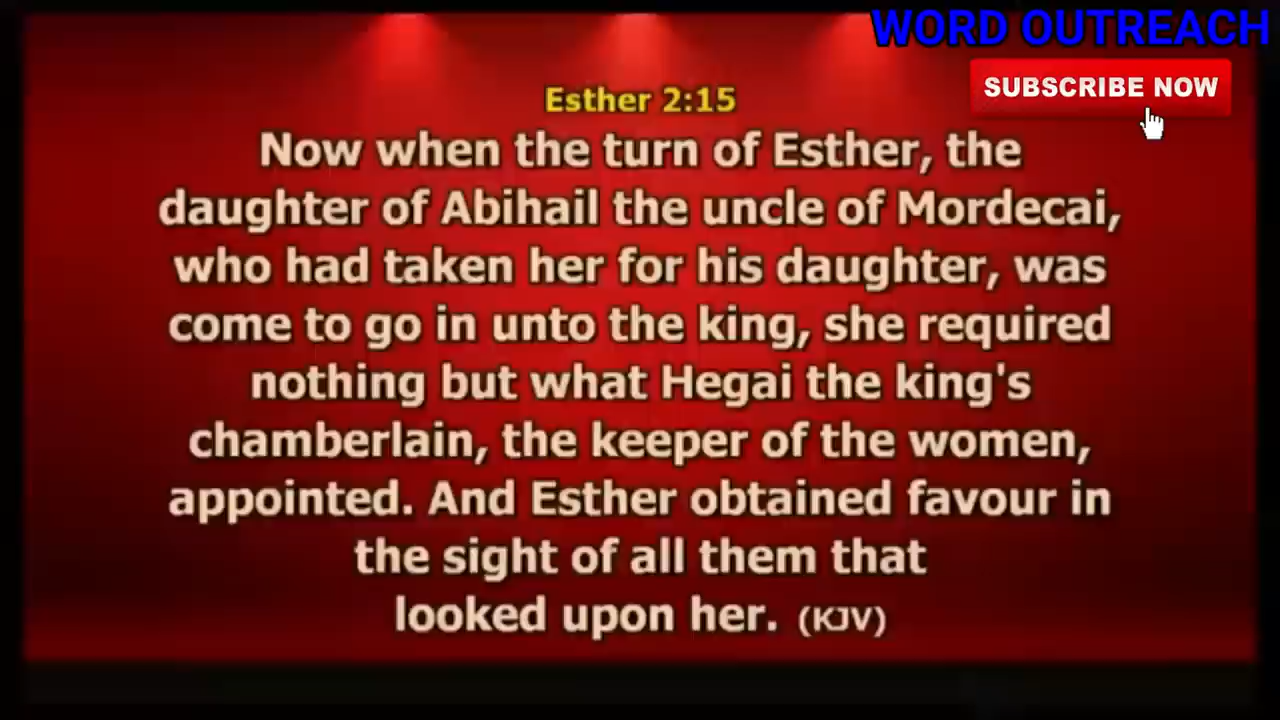 WORD OUTREACH
SUBSCRIBE NOW
Esther 2:15
Now when the turn of Esther, the
daughter of Abihail the uncle of Mordecai,
who had taken her for his daughter, was
come to go in unto the king, she required
nothing but what Hegai the king's
chamberlain, the keeper of the women,
appointed. And Esther obtained favour in
the sight of all them that
looked upon her. (KJV)